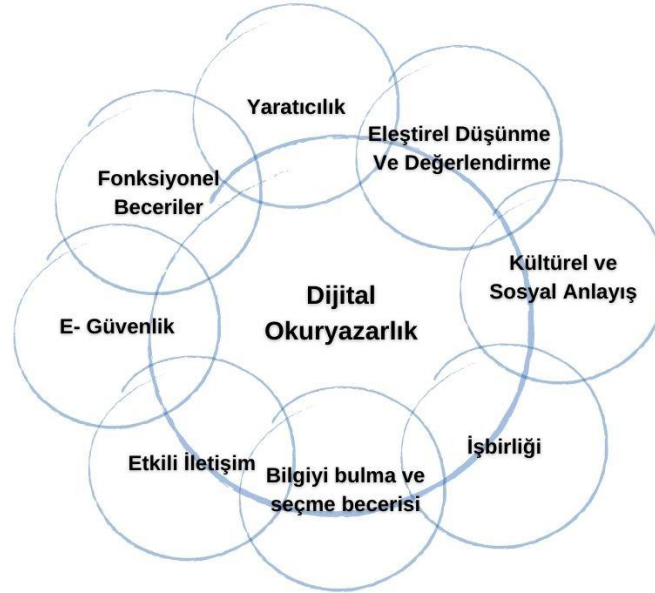 Yaratıcılık
Eleştirel Düşünme
Ve Değerlendirme
Fonksiyonel
Beceriler
Kültürel ve
Sosyal Anlayış
Dijital
Okuryazarlık
E- Güvenlik
İşbirliği
Etkili İletişim
Bilgiyi bulma ve
seçme becerisi